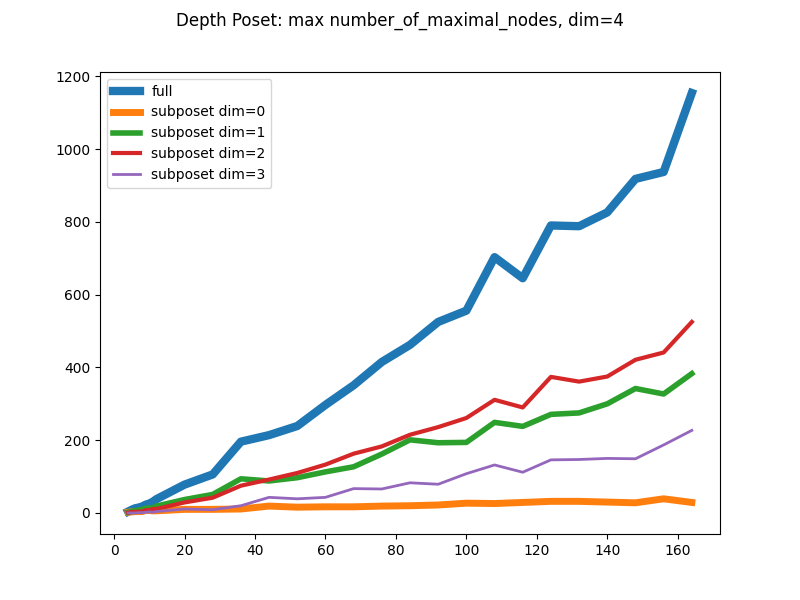 Depth Poset: max number_of_maximal_nodes, dim=4
1200
1000
800
600
400
200
0
full
subposet dim=0
subposet dim=1
subposet dim=2
subposet dim=3
0 20 40 60 80 100 120 140 160